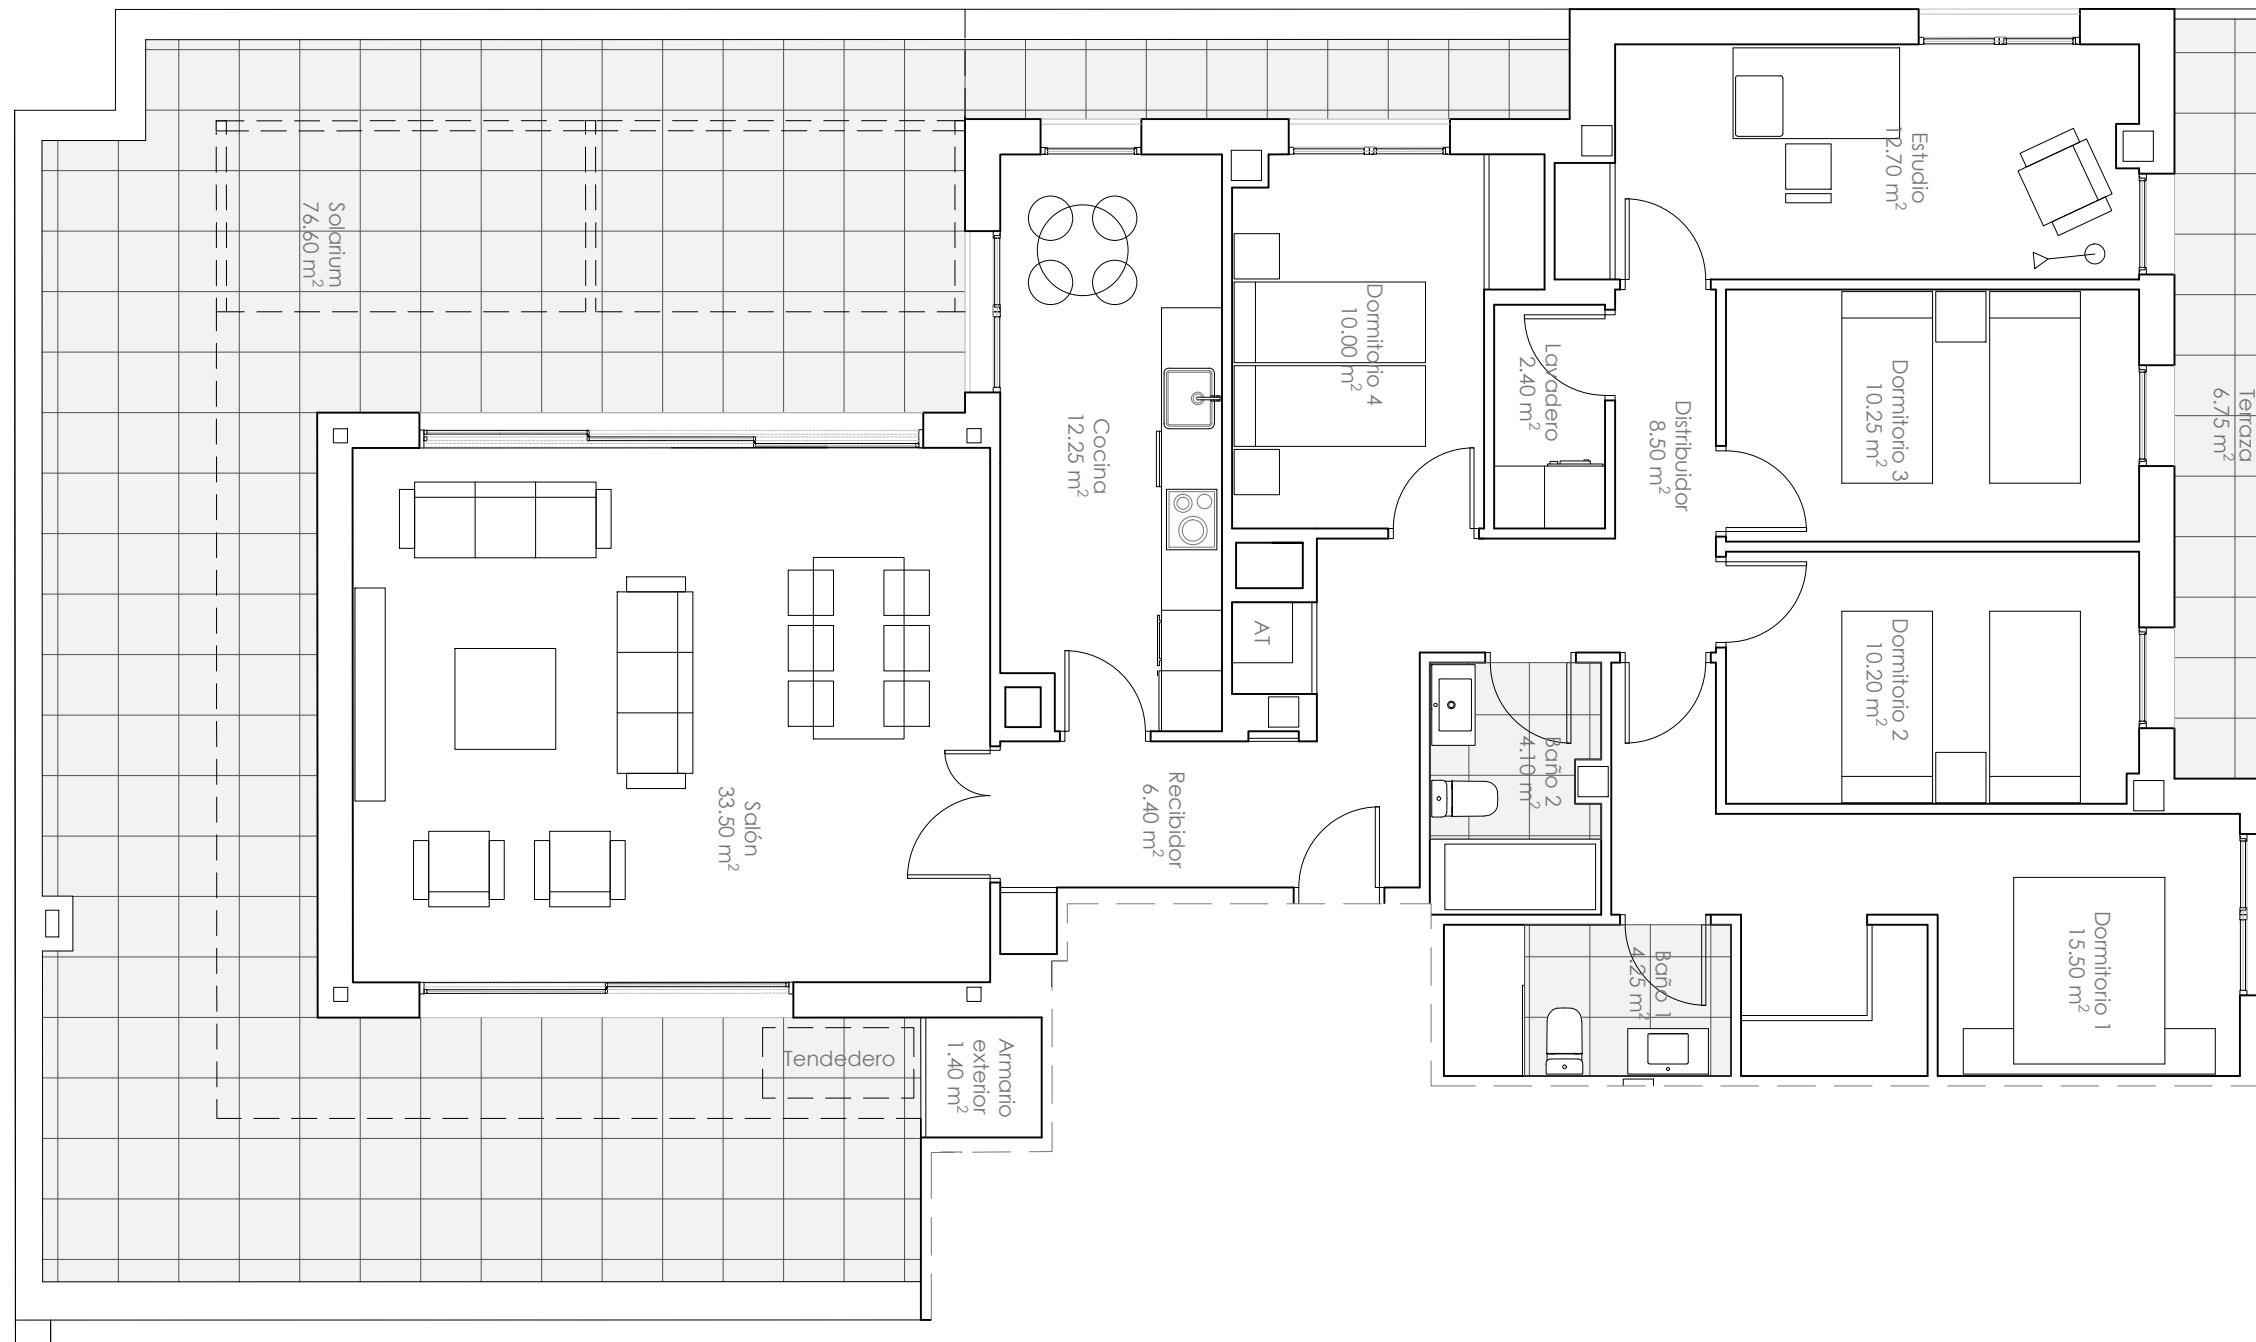 Solarium
76.60 m²
Estudio
12.70 m²
Dormitorio 4
10.00 m²
Lavadero
2.40 m²
Distribuidor
8.50 m²
Dormitorio 3
10.25 m²
Terraza
6.75 m²
Cocina
12.25 m²
AT
Dormitorio 2
10.20 m²
Baño 2
4.10 m²
Recibidor
6.40 m²
Salón
33.50 m²
Baño 1
4.25 m²
Dormitorio 1
15.50 m²
Tendedero
Armario
exterior
1.40 m²